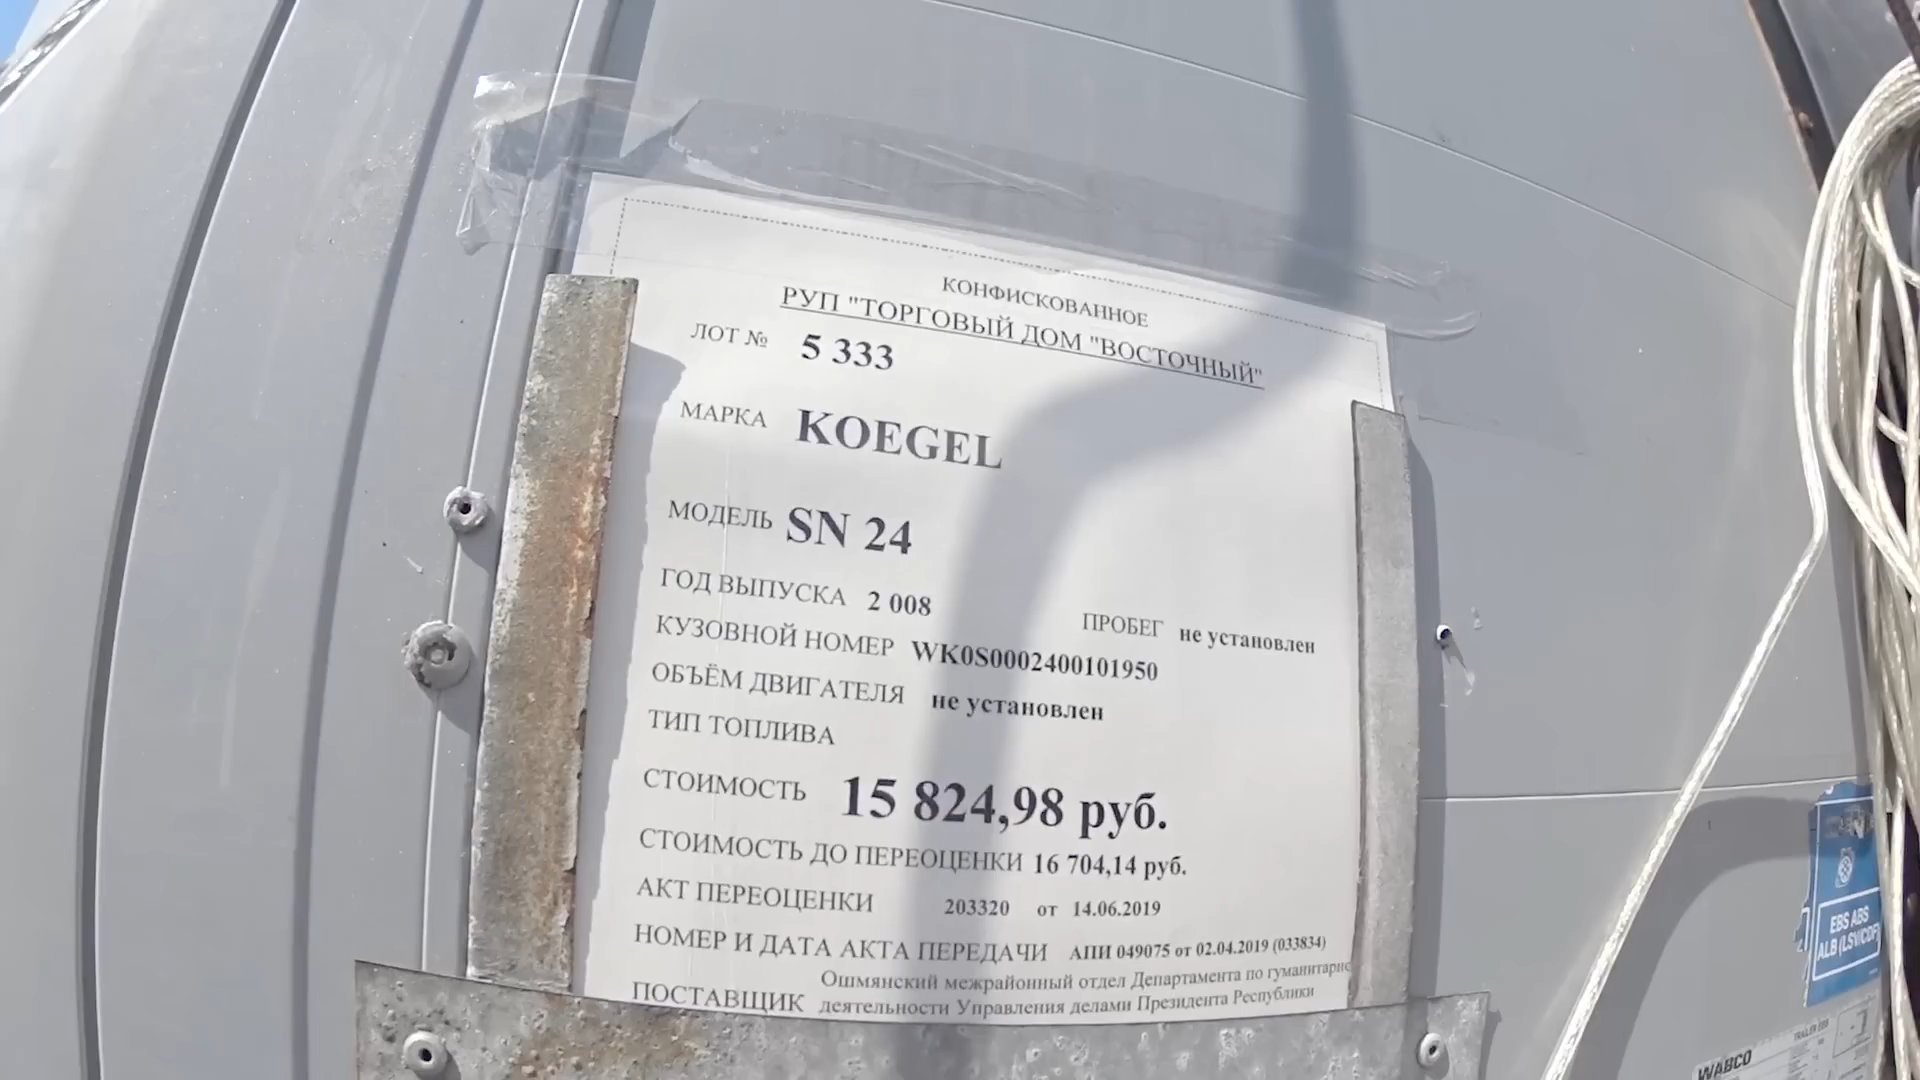 КОНФИСКОВАННОЕ
РУП "ТОРГОВЫЙ ДОМ "ВОСТОЧНЫЙ"
ЛОТ № 5 333
МАРКА KOEGEL
МОДЕЛЬ SN 24
ГОД ВЫПУСКА 2 008 ПРОБЕГ не установлен
КУЗОВНОЙ НОМЕР WK0S0002400101950
ОБЪЁМ ДВИГАТЕЛЯ не установлен
ТИП ТОПЛИВА
СТОИМОСТЬ 15 824,98 руб.
СТОИМОСТЬ ДО ПЕРЕОЦЕНКИ 16 704,14 руб.
АКТ ПЕРЕОЦЕНКИ 203320 от 14.06.2019
НОМЕР И ДАТА АКТА ПЕРЕДАЧИ АПИ 049075 от 02.04.2019 (033834)
Ошмянский межрайонный отдел Департамента по гуманитарно
ПОСТАВЩИК деятельности Управления делами Президента Республики
EBS ABS
ALB (LSV/CDF
WABCO